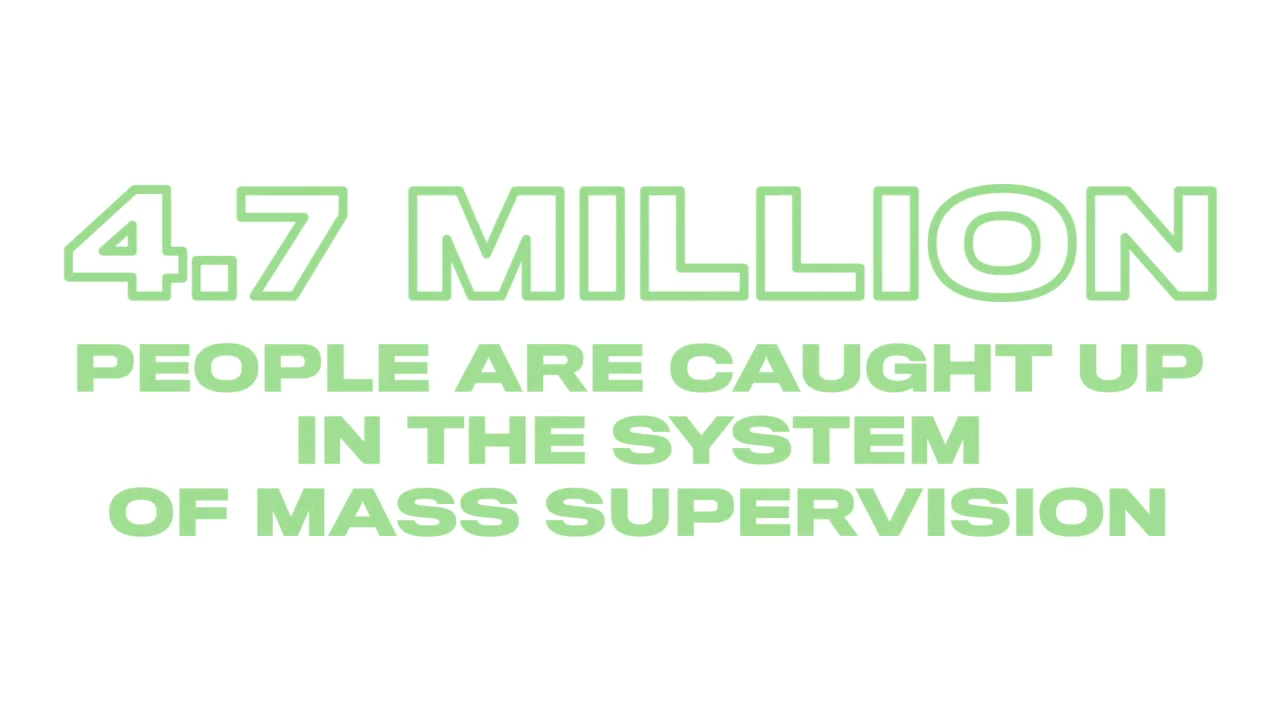 4.7 MILLION
PEOPLE ARE CAUGHT UP
IN THE SYSTEM
OF MASS SUPERVISION